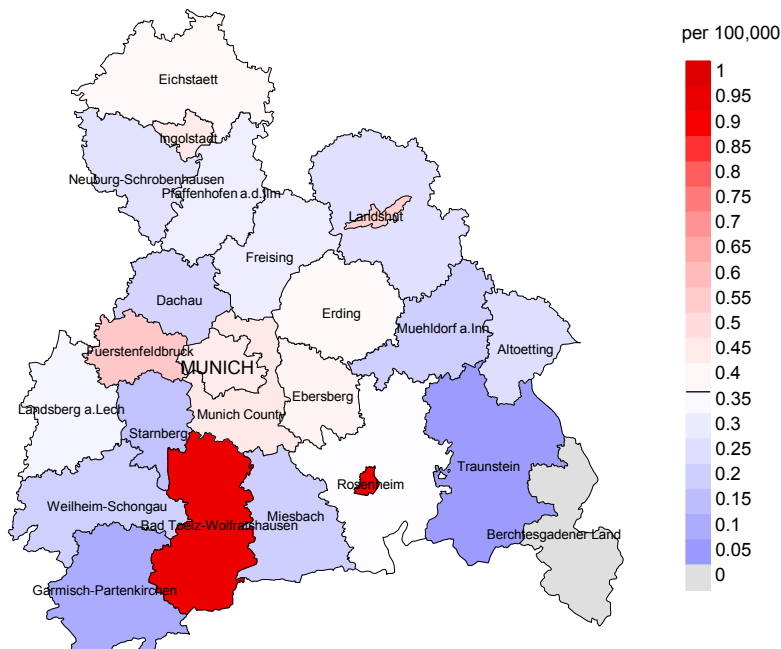 per 100,000
1
0.95
0.9
0.85
0.8
0.75
0.7
0.65
0.6
0.55
0.5
0.45
0.4
0.35
0.3
0.25
0.2
0.15
0.1
0.05
0
Eichstaett
Ingolstadt
Neuburg-Schrobenhausen
Pfaffenhofen a.d.Ilm
Landshut
Freising
Dachau
Erding
Muehldorf a.Inn
Altoetting
Fuerstenfeldbruck
MUNICH
Ebersberg
Landsberg a.Lech
Munich County
Starnberg
Traunstein
Rosenheim
Weilheim-Schongau
Miesbach
Bad Toelz-Wolfratshausen
Berchtesgadener Land
Garmisch-Partenkirchen